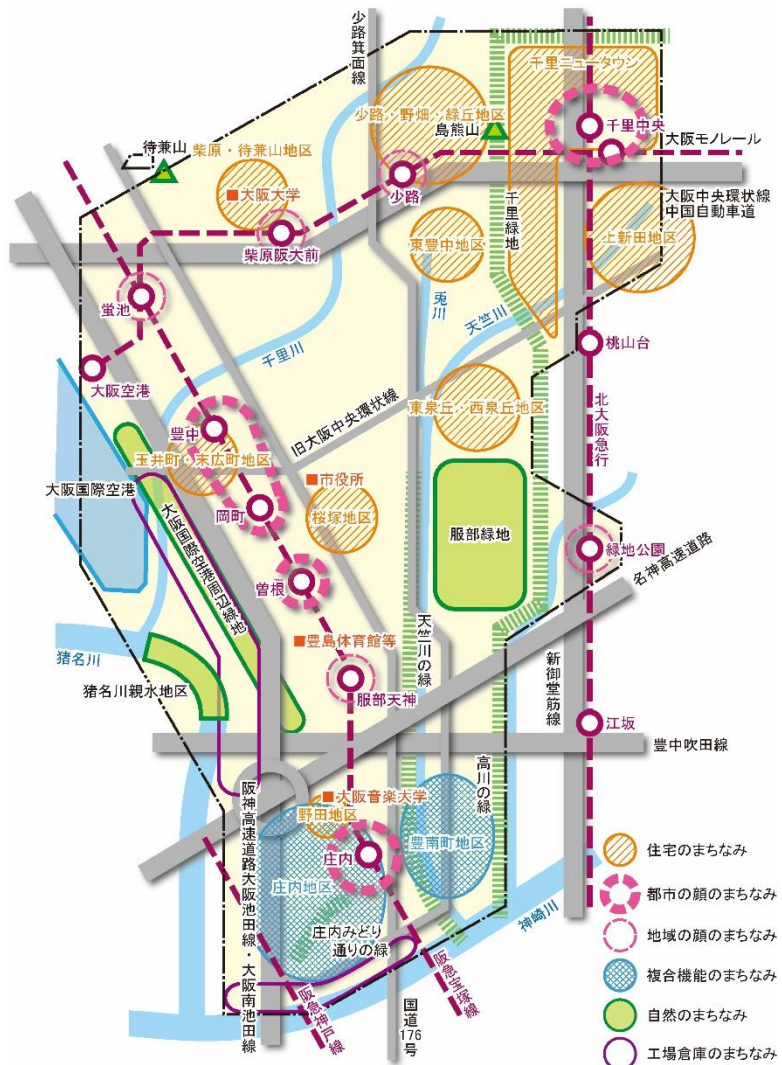 少路箕面線
千里ニュータウン
少路・野畑・緑丘地区
島熊山
千里中央
待兼山
柴原・待兼山地区
大阪モノレール
大阪大学
少路
千里緑地
大阪中央環状線
中国自動車道
柴原阪大前
東豊中地区
上新田地区
蛍池
兎川
天竺川
千里川
桃山台
大阪空港
旧大阪中央環状線
北大阪急行
豊中
東泉丘・西泉丘地区
玉井町・末広町地区
大阪国際空港
市役所
岡町
桜塚地区
服部緑地
緑地公園
大阪国際空港周辺緑地
名神高速道路
曽根
天竺川の緑
豊島体育館等
猪名川
猪名川親水地区
服部天神
新御堂筋線
江坂
豊中吹田線
高川の緑
阪神高速道路大阪池田線・大阪南池田線
大阪音楽大学
野田地区
豊南町地区
庄内
庄内地区
庄内みどり
通りの緑
神崎川
阪急宝塚線
阪急神戸線
国道176号
住宅のまちなみ
都市の顔のまちなみ
地域の顔のまちなみ
複合機能のまちなみ
自然のまちなみ
工場倉庫のまちなみ